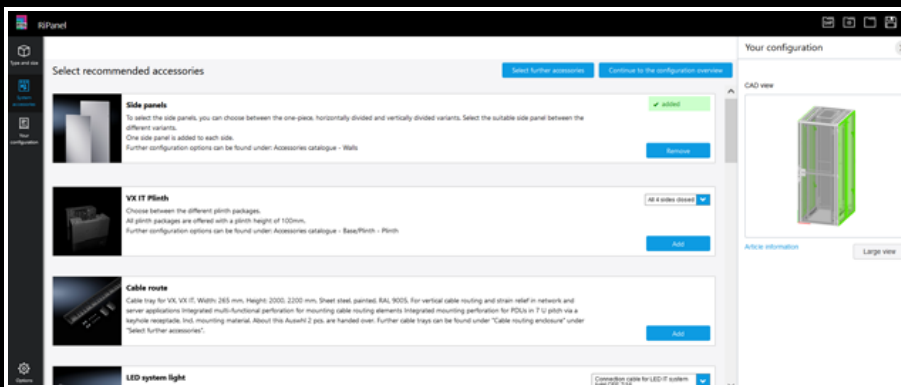 RiPanel
Type and size
System accessories
Your configuration
Options
Select recommended accessories
Select further accessories
Continue to the configuration overview
Side panels
To select the side panels, you can choose between the one-piece, horizontally divided and vertically divided variants. Select the suitable side panel between the
different variants.
One side panel is added to each side.
Further configuration options can be found under: Accessories catalogue - Walls
added
Remove
VX IT Plinth
Choose between the different plinth packages.
All plinth packages are offered with a plinth height of 100mm.
Further configuration options can be found under: Accessories catalogue - Base/Plinth - Plinth
All 4 sides closed
Add
Cable route
Cable tray for VX, VX IT, Width: 265 mm, Height: 2000, 2200 mm, Sheet steel, painted, RAL 9005. For vertical cable routing and strain relief in network and
server applications Integrated multi-functional perforation for mounting cable routing elements Integrated mounting perforation for PDUs in 7 U pitch via a
keyhole receptacle. Incl. mounting material. About this Auswhl 2 pcs. are handed over. Further cable trays can be found under "Cable routing enclosure" under
"Select further accessories".
Add
LED system light
Connection cable for LED IT system
Your configuration
CAD view
Article information
Large view